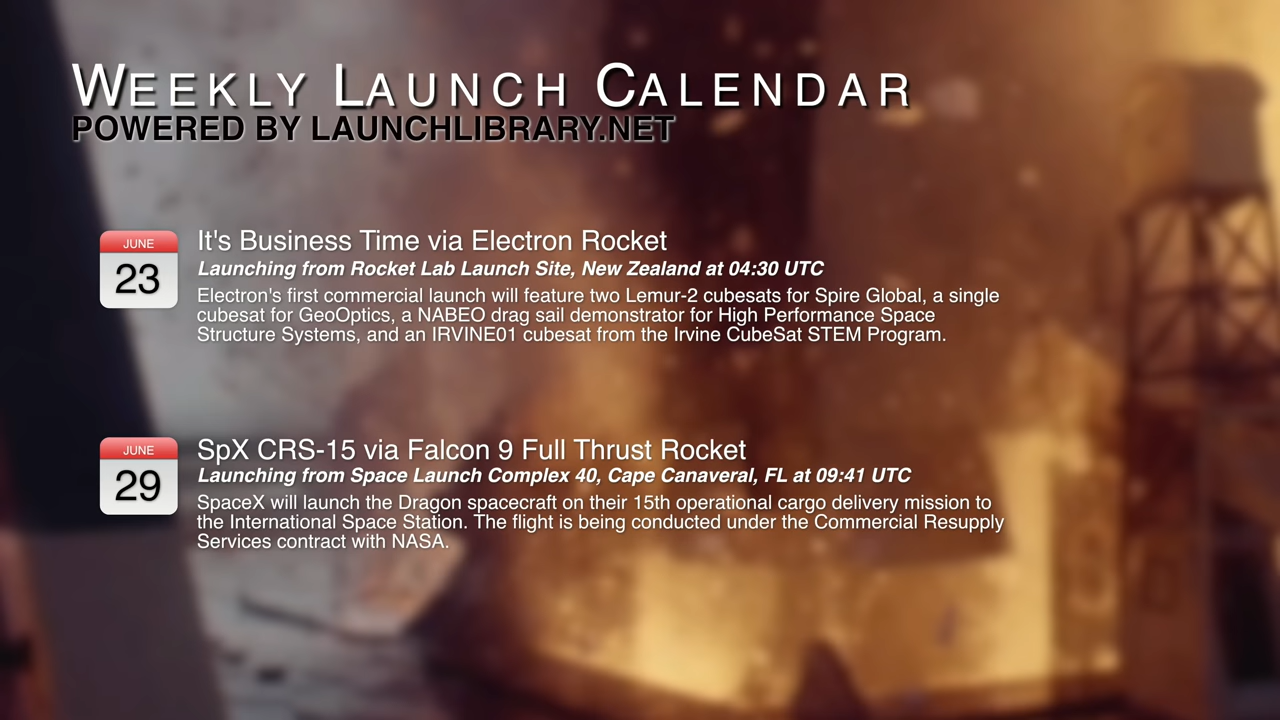 Weekly Launch Calendar
POWERED BY LAUNCHLIBRARY.NET
JUNE
23
It's Business Time via Electron Rocket
Launching from Rocket Lab Launch Site, New Zealand at 04:30 UTC
Electron's first commercial launch will feature two Lemur-2 cubesats for Spire Global, a single
cubesat for GeoOptics, a NABEO drag sail demonstrator for High Performance Space
Structure Systems, and an IRVINE01 cubesat from the Irvine CubeSat STEM Program.
JUNE
29
SpX CRS-15 via Falcon 9 Full Thrust Rocket
Launching from Space Launch Complex 40, Cape Canaveral, FL at 09:41 UTC
SpaceX will launch the Dragon spacecraft on their 15th operational cargo delivery mission to
the International Space Station. The flight is being conducted under the Commercial Resupply
Services contract with NASA.